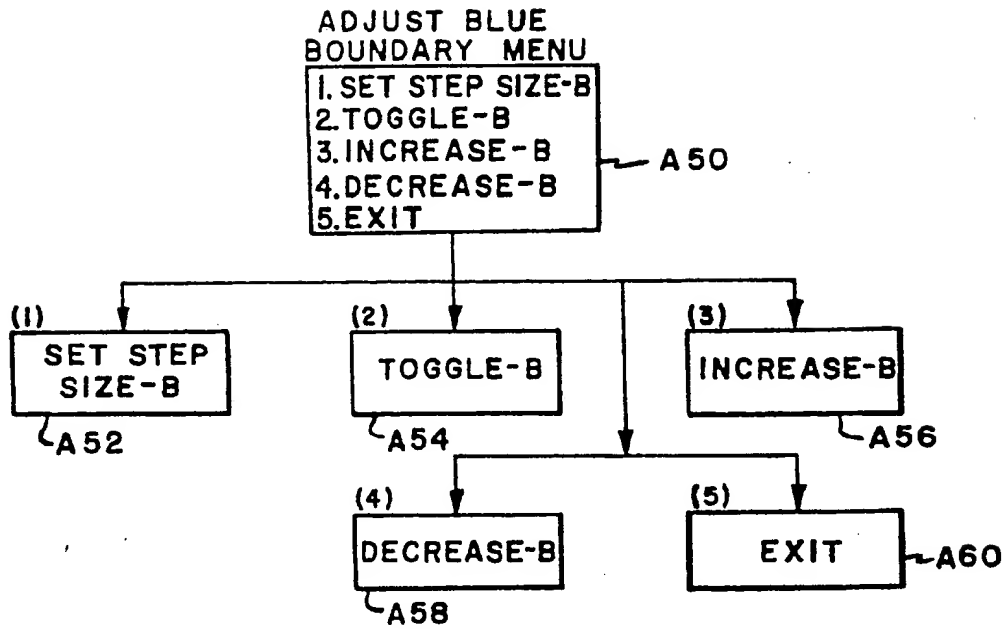 ADJUST BLUE
BOUNDARY MENU
1. SET STEP SIZE-B
2. TOGGLE-B
3. INCREASE-B
4. DECREASE-B
5. EXIT
A50
(1)
SET STEP
SIZE-B
A52
(2)
TOGGLE-B
A54
(3)
INCREASE-B
A56
(4)
DECREASE-B
A58
(5)
EXIT
A60